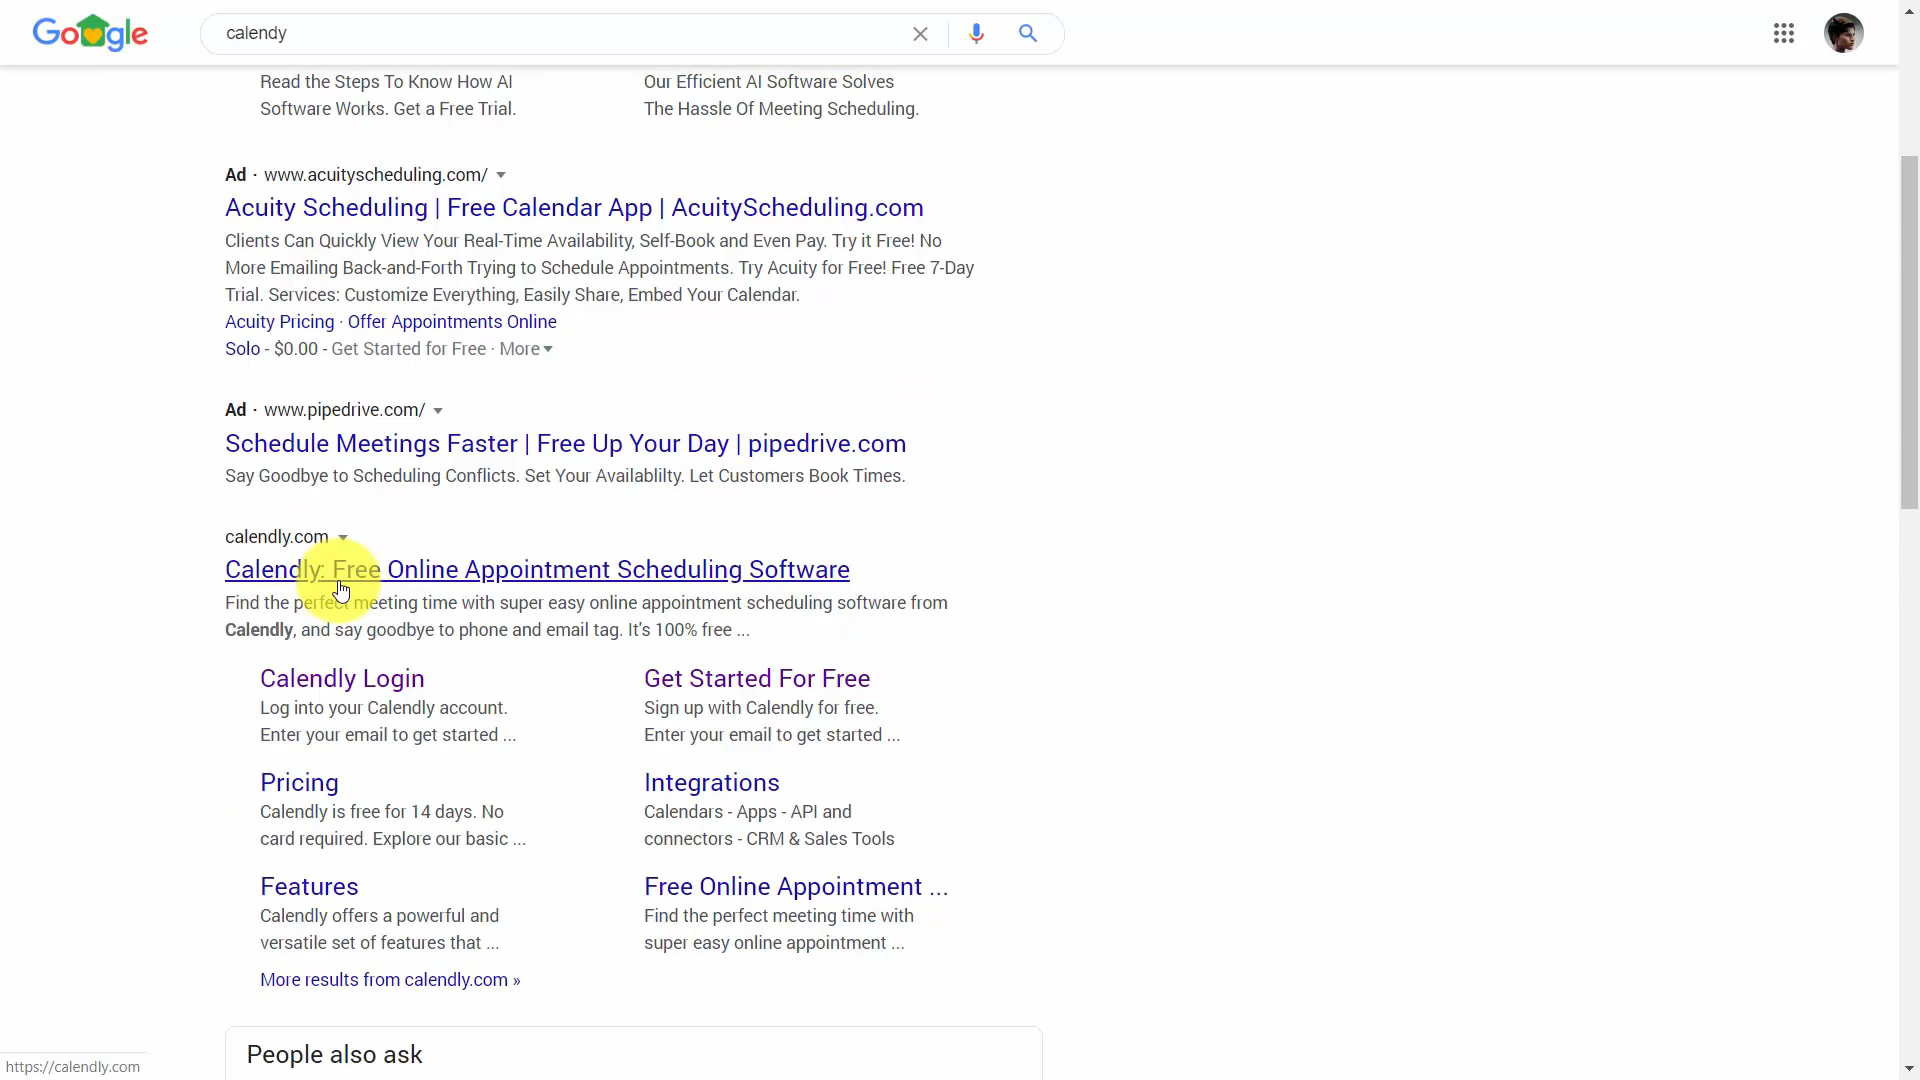 Google
calendy
Read the Steps To Know How AI
Software Works. Get a Free Trial.
Our Efficient AI Software Solves
The Hassle Of Meeting Scheduling.
Ad · www.acuityscheduling.com/
Acuity Scheduling | Free Calendar App | AcuityScheduling.com
Clients Can Quickly View Your Real-Time Availability, Self-Book and Even Pay. Try it Free! No
More Emailing Back-and-Forth Trying to Schedule Appointments. Try Acuity for Free! Free 7-Day
Trial. Services: Customize Everything, Easily Share, Embed Your Calendar.
Acuity Pricing · Offer Appointments Online
Solo - $0.00 - Get Started for Free · More
Ad · www.pipedrive.com/
Schedule Meetings Faster | Free Up Your Day | pipedrive.com
Say Goodbye to Scheduling Conflicts. Set Your Availablilty. Let Customers Book Times.
calendly.com
Calendly: Free Online Appointment Scheduling Software
Find the perfect meeting time with super easy online appointment scheduling software from
Calendly, and say goodbye to phone and email tag. It's 100% free ...
Calendly Login
Log into your Calendly account.
Enter your email to get started ...
Get Started For Free
Sign up with Calendly for free.
Enter your email to get started ...
Pricing
Calendly is free for 14 days. No
card required. Explore our basic ...
Integrations
Calendars - Apps - API and
connectors - CRM & Sales Tools
Features
Calendly offers a powerful and
versatile set of features that ...
Free Online Appointment ...
Find the perfect meeting time with
super easy online appointment ...
More results from calendly.com »
People also ask
https://calendly.com